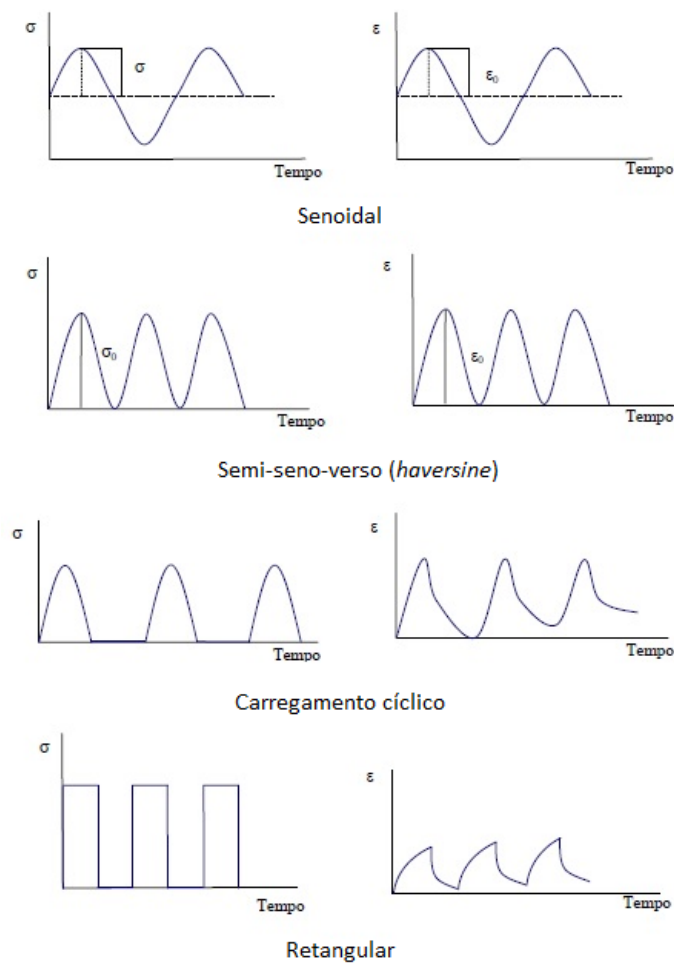 σ ε
σ ε₀
Tempo Tempo
Senoidal
σ ε
σ₀ ε₀
Tempo Tempo
Semi-seno-verso (haversine)
σ ε
Tempo Tempo
Carregamento cíclico
σ ε
Tempo Tempo
Retangular